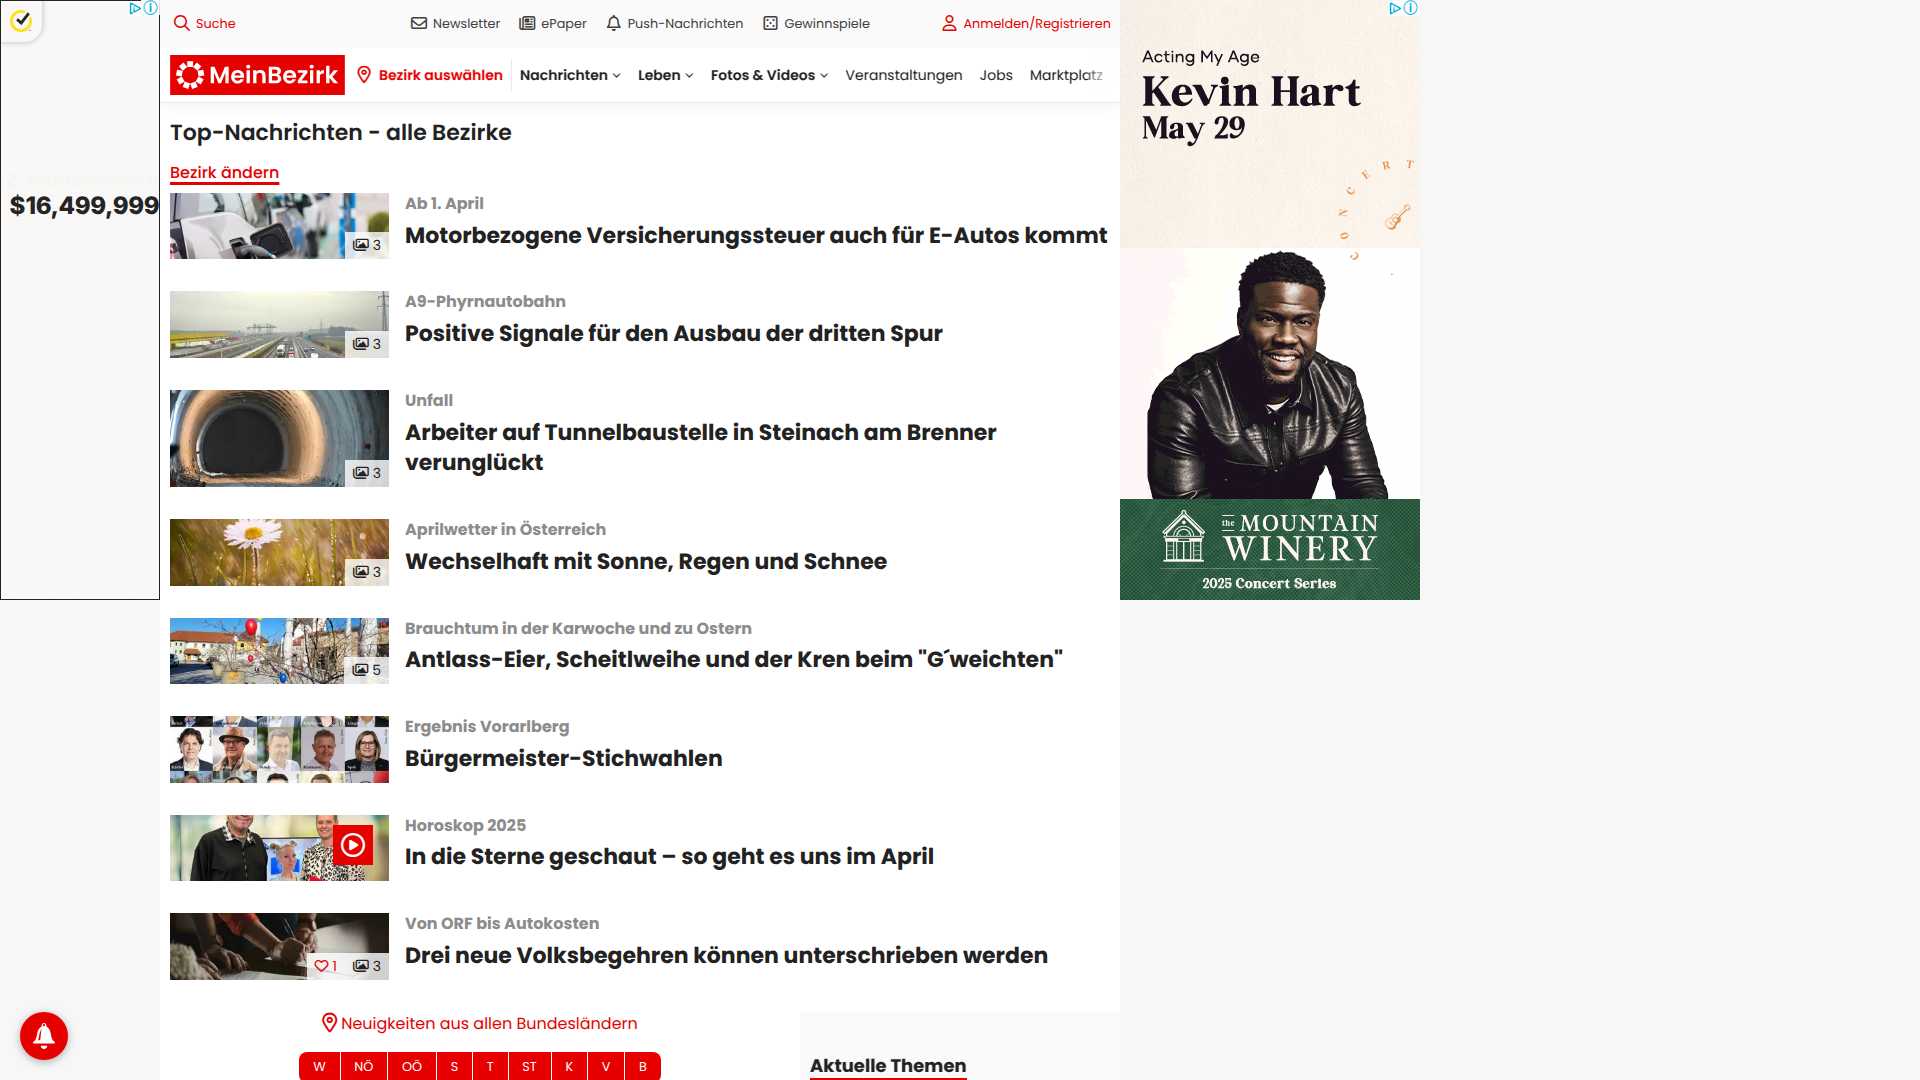 Suche
Newsletter
ePaper
Push-Nachrichten
Gewinnspiele
Anmelden/Registrieren
MeinBezirk
Bezirk auswählen
Nachrichten
Leben
Fotos & Videos
Veranstaltungen
Jobs
Marktplatz
Top-Nachrichten - alle Bezirke
Bezirk ändern
$16,499,999
3
Ab 1. April
Motorbezogene Versicherungssteuer auch für E-Autos kommt
3
A9-Phyrnautobahn
Positive Signale für den Ausbau der dritten Spur
3
Unfall
Arbeiter auf Tunnelbaustelle in Steinach am Brenner
verunglückt
3
Aprilwetter in Österreich
Wechselhaft mit Sonne, Regen und Schnee
5
Brauchtum in der Karwoche und zu Ostern
Antlass-Eier, Scheitlweihe und der Kren beim "G´weichten"
Ergebnis Vorarlberg
Bürgermeister-Stichwahlen
Horoskop 2025
In die Sterne geschaut – so geht es uns im April
1
3
Von ORF bis Autokosten
Drei neue Volksbegehren können unterschrieben werden
Neuigkeiten aus allen Bundesländern
W
NÖ
OÖ
S
T
ST
K
V
B
Aktuelle Themen
Acting My Age
Kevin Hart
May 29
CONCERT
the MOUNTAIN
WINERY
2025 Concert Series